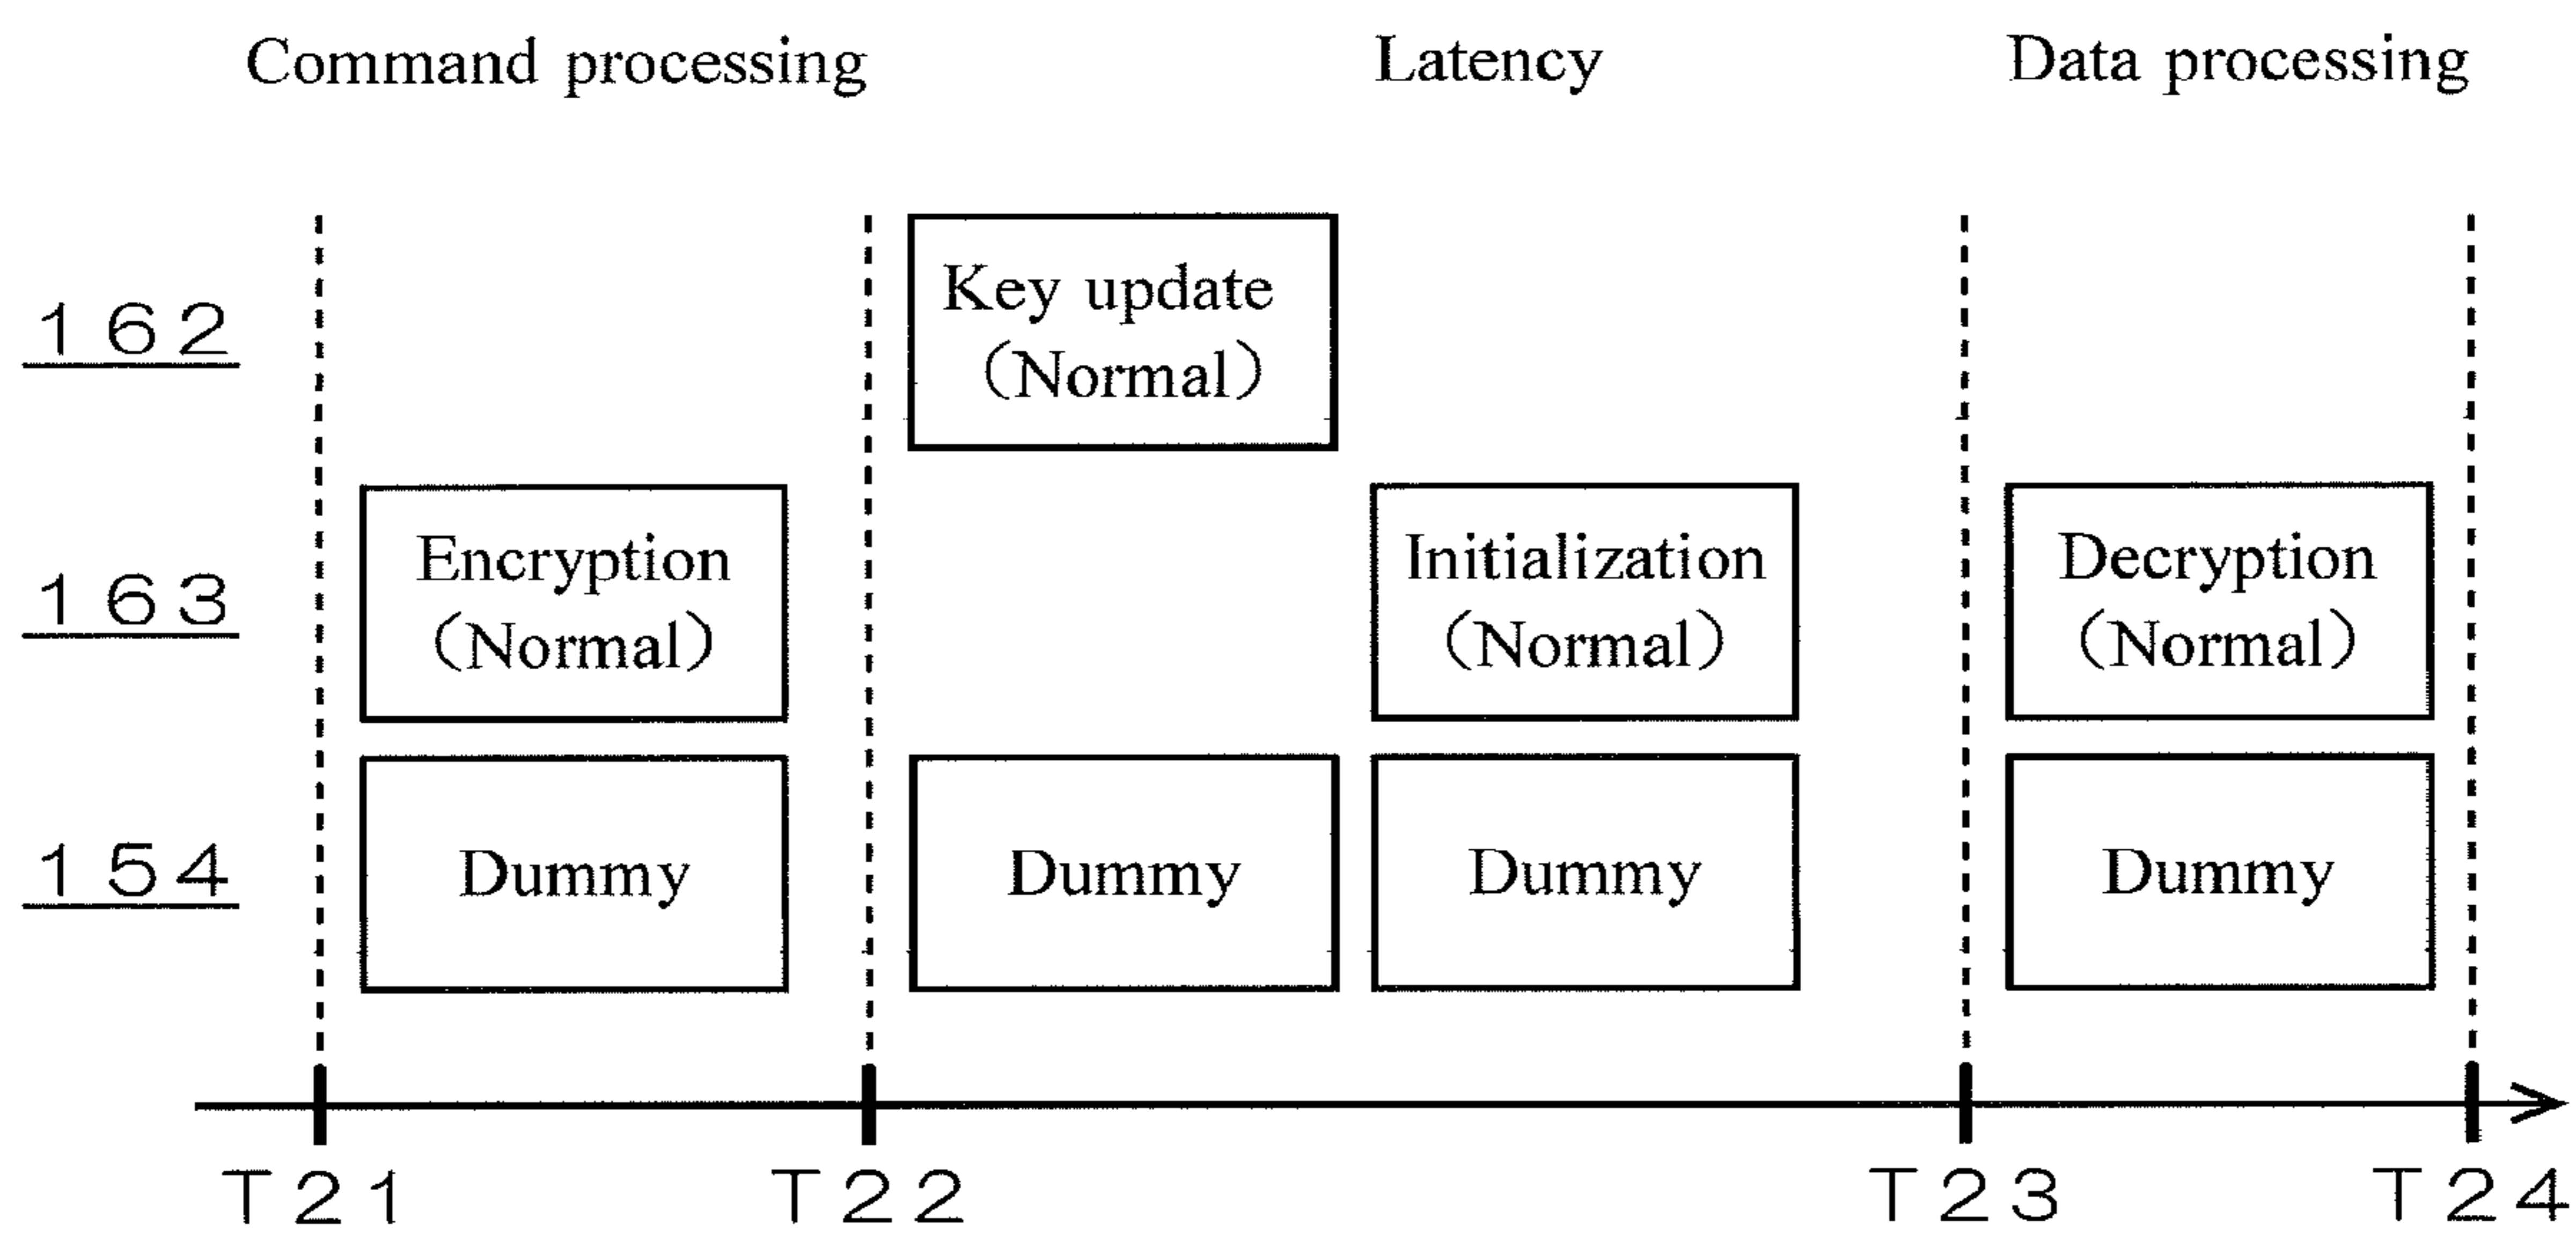 Command processing Latency Data processing
162 Key update
(Normal)
163 Encryption Initialization Decryption
(Normal) (Normal) (Normal)
154 Dummy Dummy Dummy Dummy
T21 T22 T23 T24